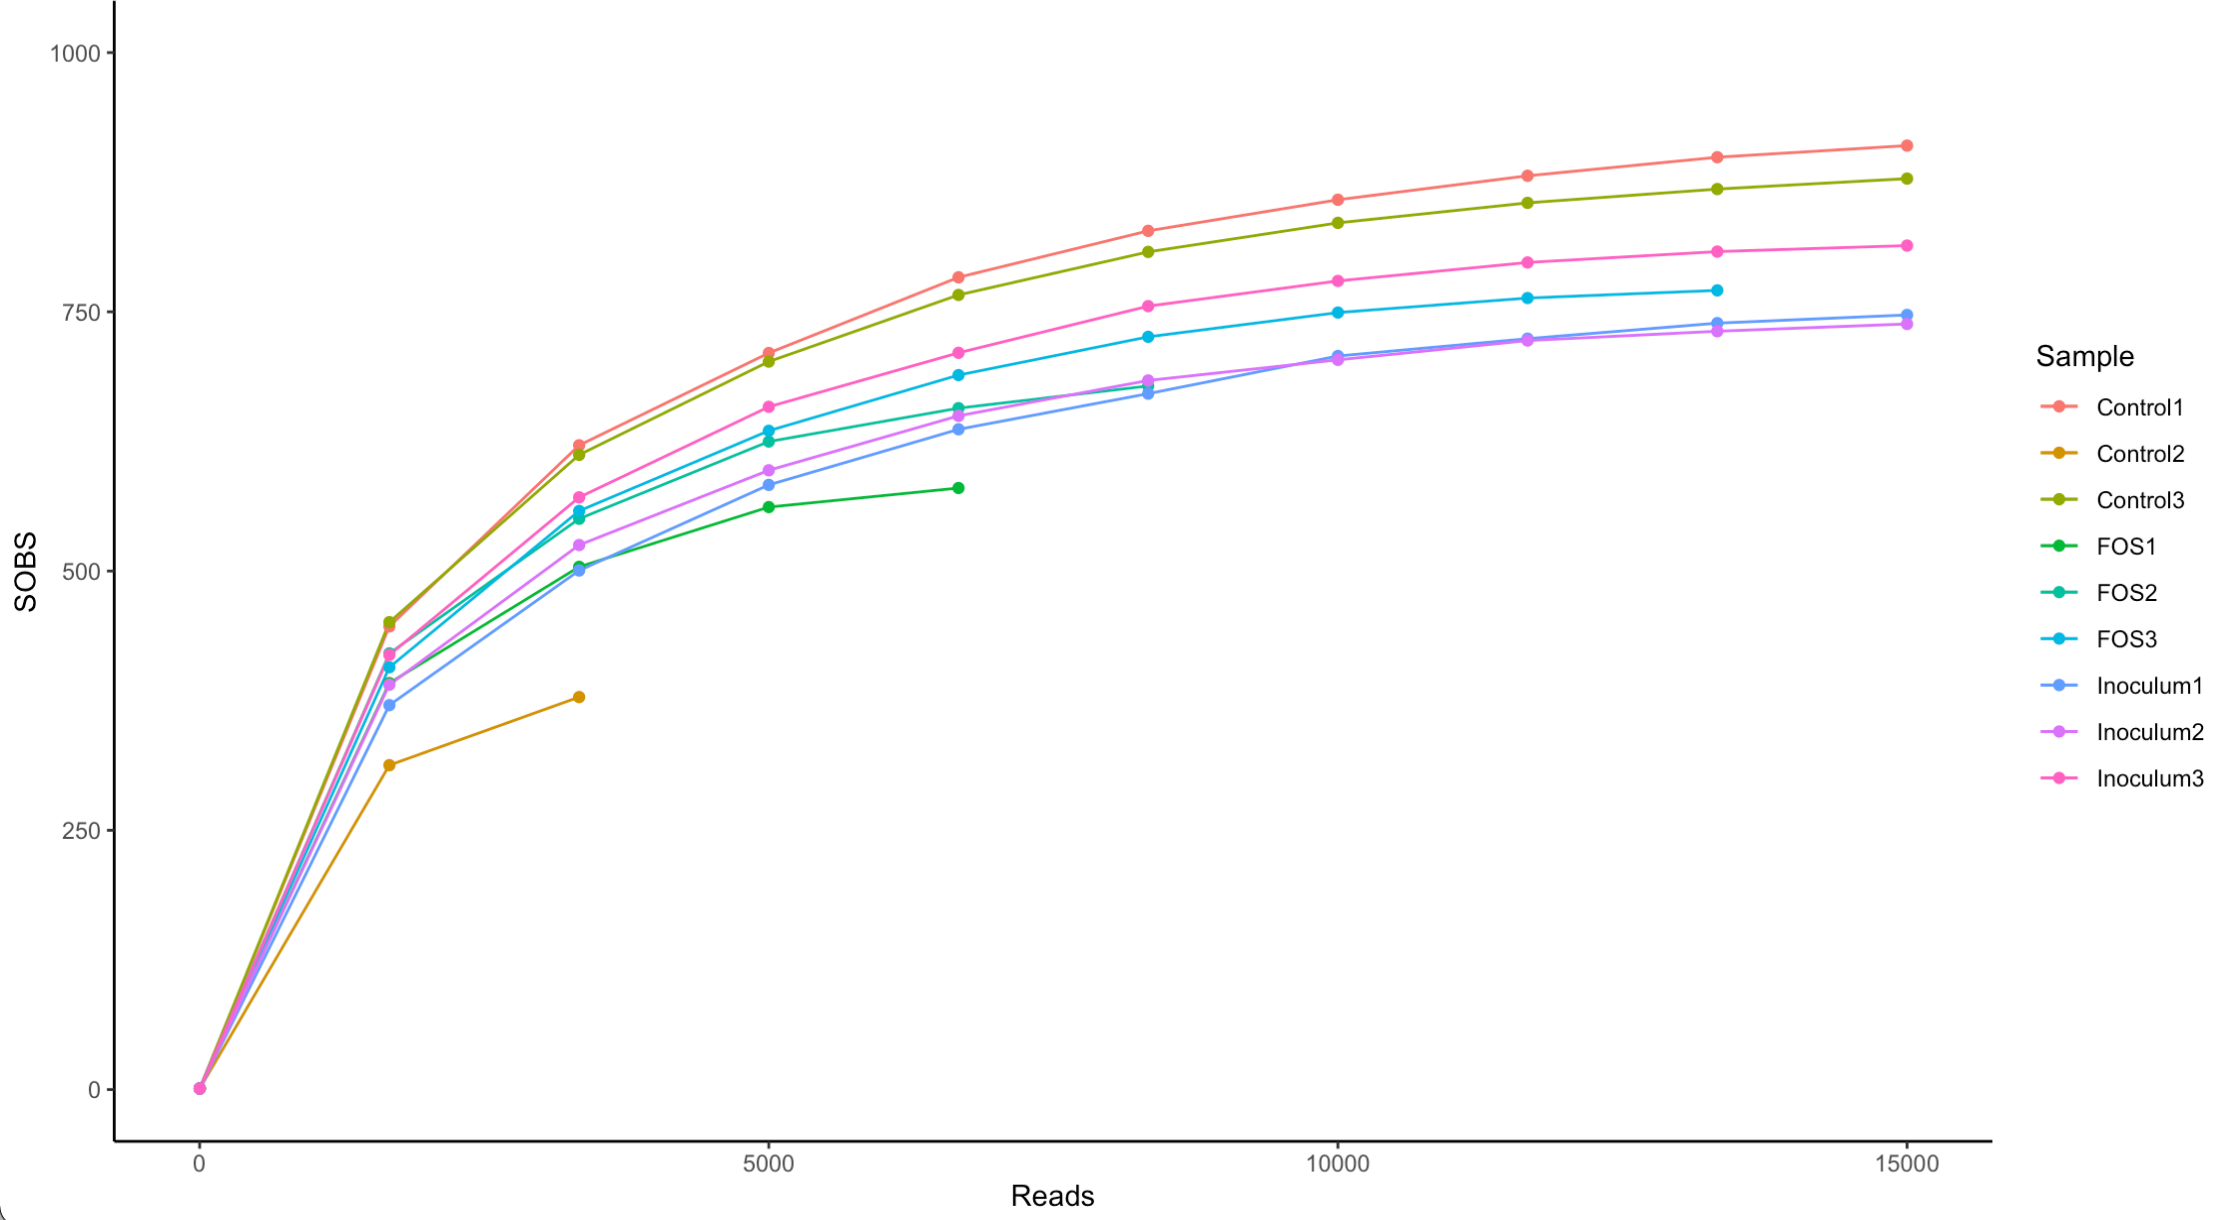 1000
750
500
250
0
SOBS
0 5000 10000 15000
Reads
Sample
Control1
Control2
Control3
FOS1
FOS2
FOS3
Inoculum1
Inoculum2
Inoculum3